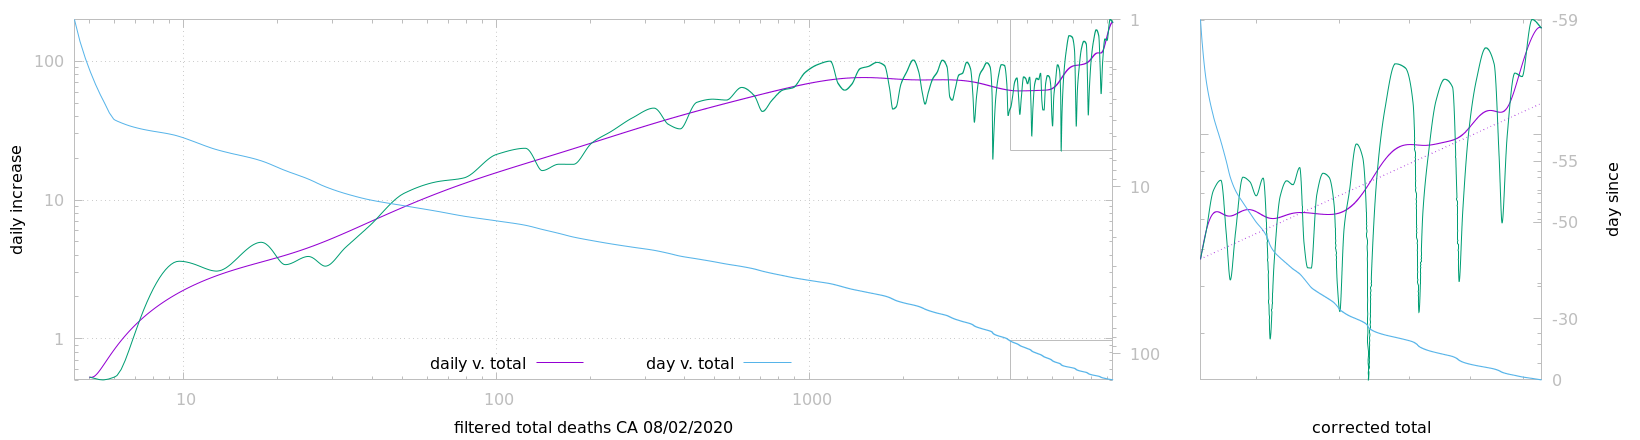 daily increase
100
10
1
10
100
1000
1
10
100
daily v. total
day v. total
filtered total deaths CA 08/02/2020
-59
-55
-50
-30
0
day since
corrected total